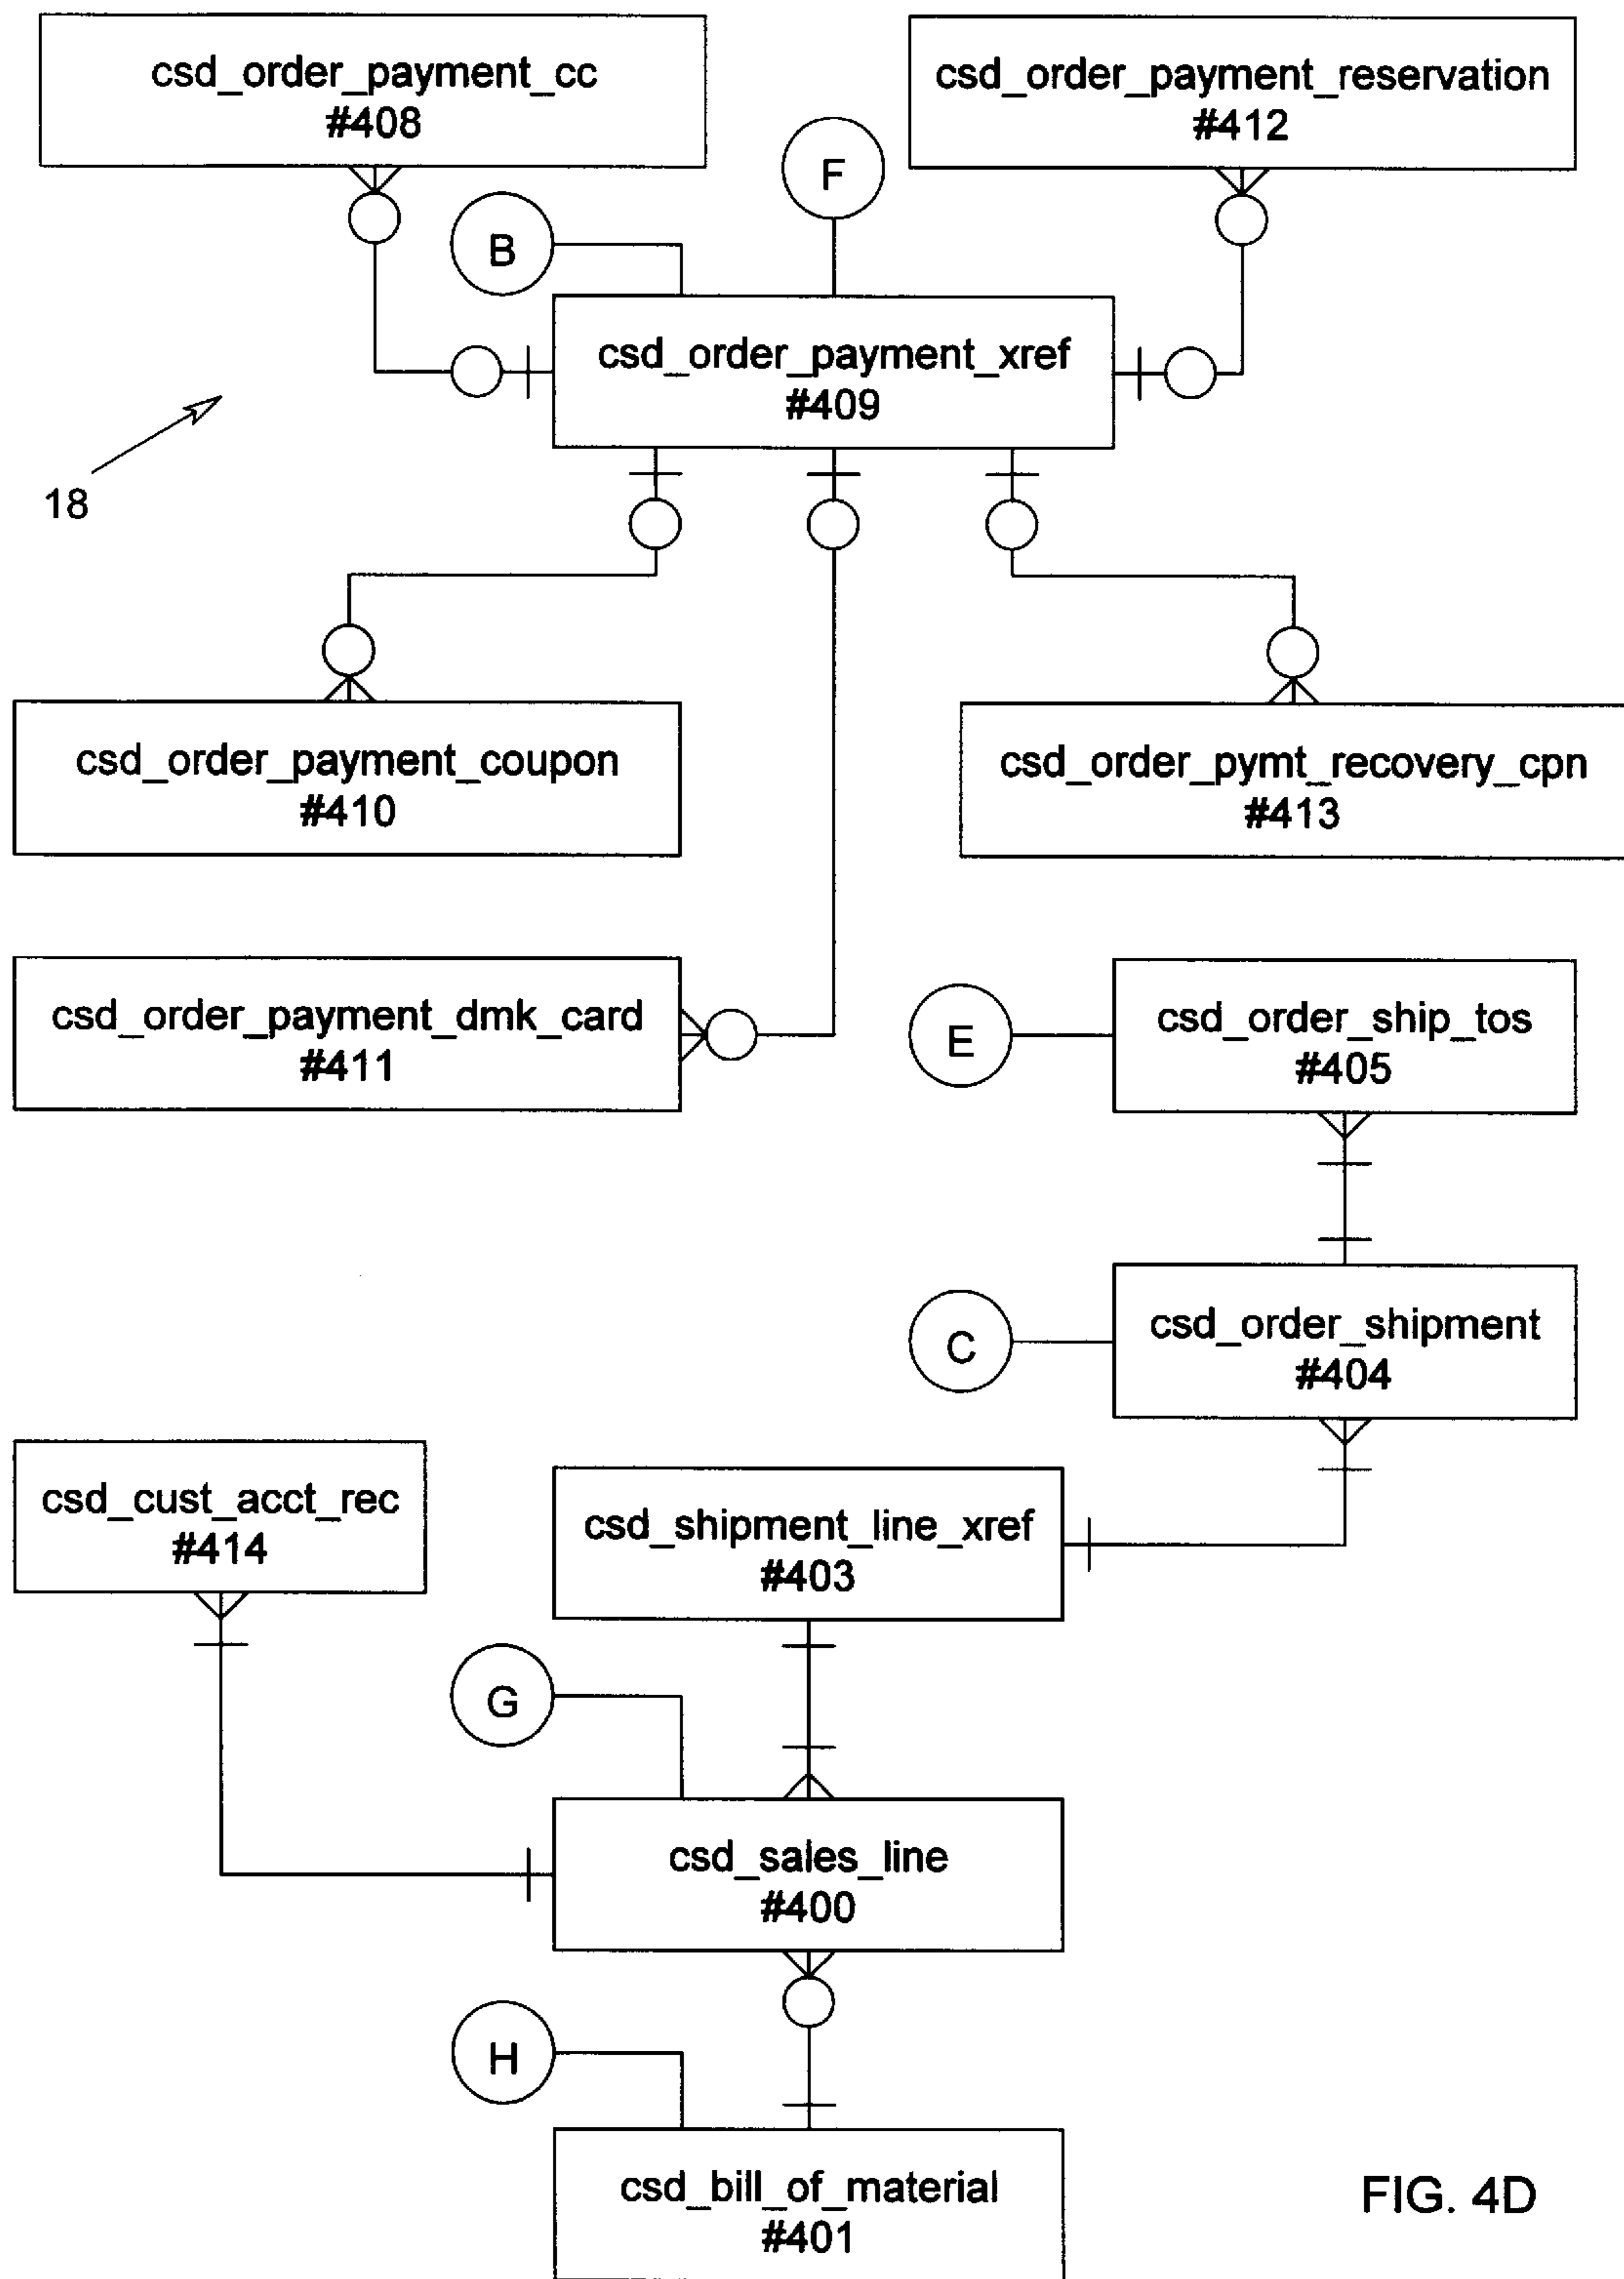 csd_order_payment_cc
#408
csd_order_payment_reservation
#412
F
B
csd_order_payment_xref
#409
18
csd_order_payment_coupon
#410
csd_order_pymt_recovery_cpn
#413
csd_order_payment_dmk_card
#411
E
csd_order_ship_tos
#405
C
csd_order_shipment
#404
csd_cust_acct_rec
#414
csd_shipment_line_xref
#403
G
csd_sales_line
#400
H
csd_bill_of_material
#401
FIG. 4D